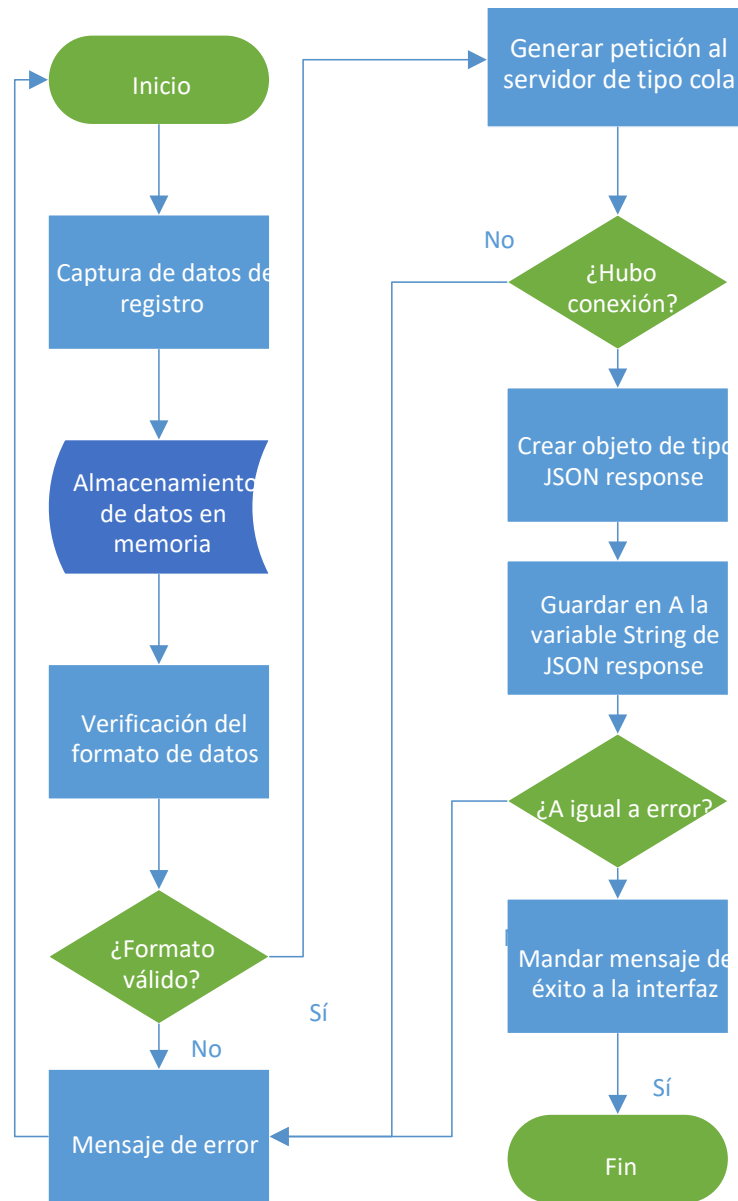 Inicio
Captura de datos de
registro
Almacenamiento
de datos en
memoria
Verificación del
formato de datos
¿Formato
válido?
Sí
No
Mensaje de error
Generar petición al
servidor de tipo cola
No
¿Hubo
conexión?
Crear objeto de tipo
JSON response
Guardar en A la
variable String de
JSON response
¿A igual a error?
Mandar mensaje de
éxito a la interfaz
Sí
Fin